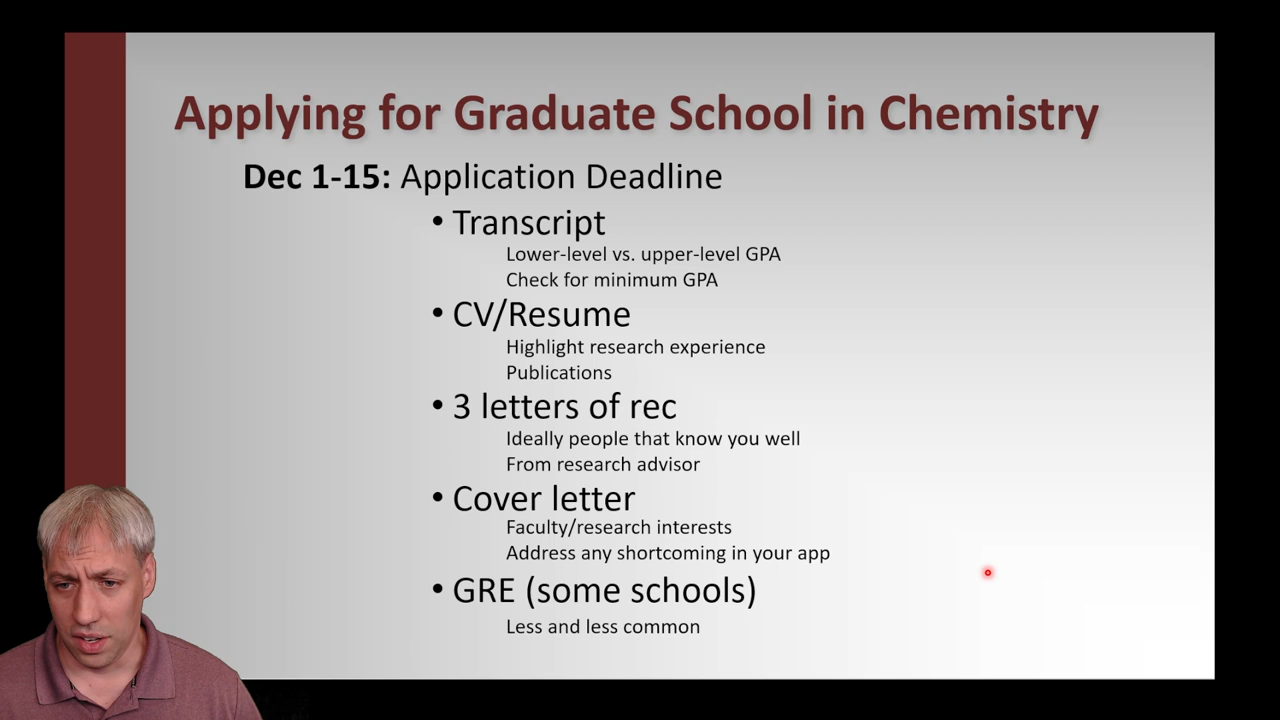 Applying for Graduate School in Chemistry
Dec 1-15: Application Deadline
• Transcript
Lower-level vs. upper-level GPA
Check for minimum GPA
• CV/Resume
Highlight research experience
Publications
• 3 letters of rec
Ideally people that know you well
From research advisor
• Cover letter
Faculty/research interests
Address any shortcoming in your app
• GRE (some schools)
Less and less common